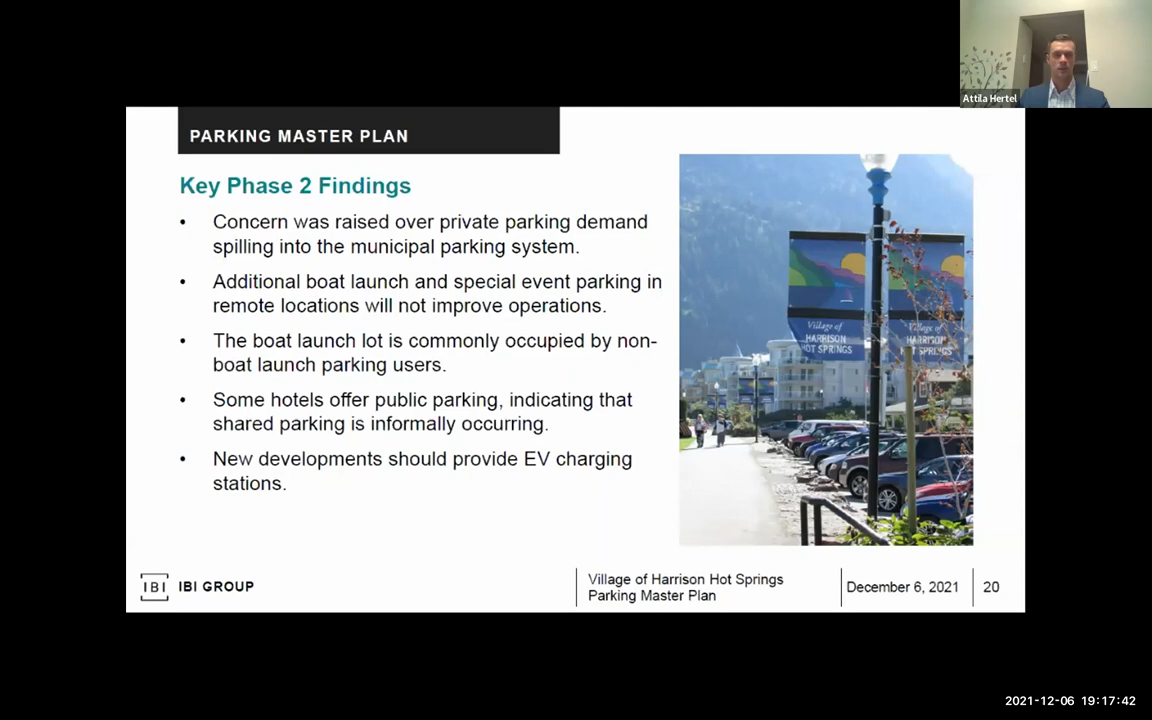 Attila Hertel
PARKING MASTER PLAN
Key Phase 2 Findings
• Concern was raised over private parking demand
spilling into the municipal parking system.
• Additional boat launch and special event parking in
remote locations will not improve operations.
• The boat launch lot is commonly occupied by non-
boat launch parking users.
• Some hotels offer public parking, indicating that
shared parking is informally occurring.
• New developments should provide EV charging
stations.
Village of
HARRISON
HOT SPRINGS
Village of
HARRISON
HOT SPRINGS
IBI IBI GROUP
Village of Harrison Hot Springs
Parking Master Plan
December 6, 2021
20
2021-12-06 19:17:42